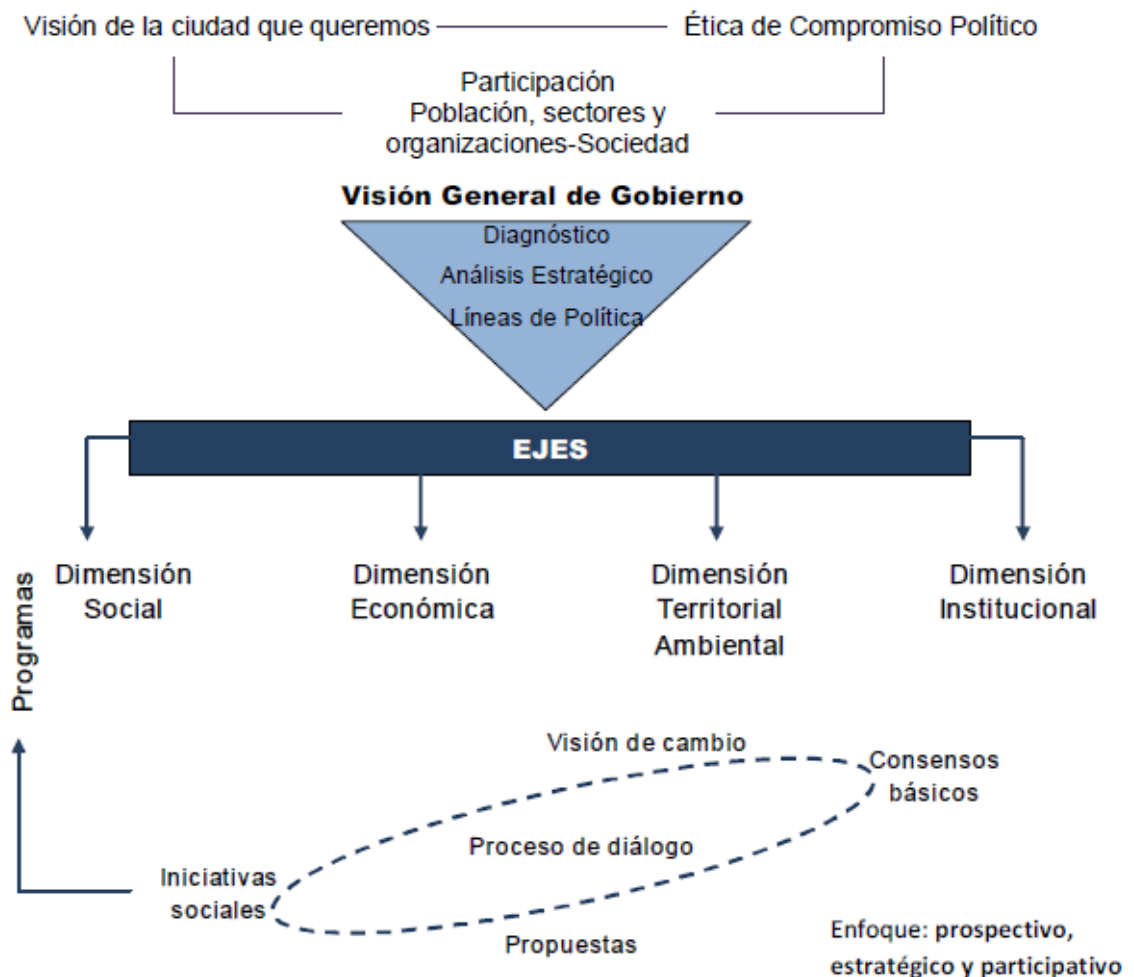 Visión de la ciudad que queremos
Ética de Compromiso Político
Participación
Población, sectores y
organizaciones-Sociedad
Visión General de Gobierno
Diagnóstico
Análisis Estratégico
Líneas de Política
EJES
Dimensión
Social
Dimensión
Económica
Dimensión
Territorial
Ambiental
Dimensión
Institucional
Programas
Visión de cambio
Consensos
básicos
Proceso de diálogo
Iniciativas
sociales
Propuestas
Enfoque: prospectivo,
estratégico y participativo